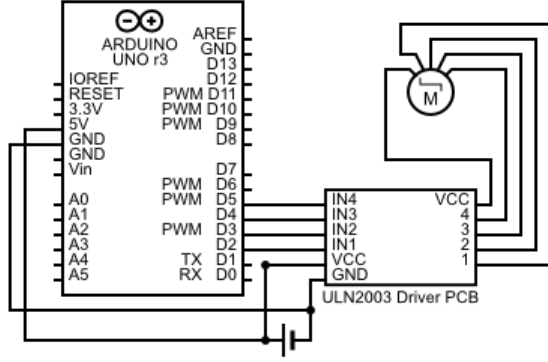 ARDUINO
UNO r3
AREF
GND
D13
IOREF D12
RESET PWM D11
3.3V PWM D10
5V PWM D9
GND D8
GND
Vin D7
PWM D6
A0 PWM D5
A1 D4
A2 PWM D3
A3 D2
A4 TX D1
A5 RX D0
M
IN4 VCC
IN3 4
IN2 3
IN1 2
VCC 1
GND
ULN2003 Driver PCB